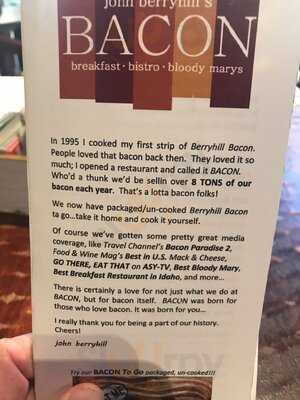 john berryhill's
BACON
breakfast · bistro · bloody marys
In 1995 I cooked my first strip of Berryhill Bacon.
People loved that bacon back then. They loved it so
much; I opened a restaurant and called it BACON.
Who'd a thunk we'd be sellin over 8 TONS of our
bacon each year. That's a lotta bacon folks!
We now have packaged/un-cooked Berryhill Bacon
ta go...take it home and cook it yourself.
Of course we've gotten some pretty great media
coverage, like Travel Channel's Bacon Paradise 2,
Food & Wine Mag's Best in U.S. Mack & Cheese,
GO THERE, EAT THAT on ASY-TV, Best Bloody Mary,
Best Breakfast Restaurant in Idaho, and more...
There is certainly a love for not just what we do at
BACON, but for bacon itself. BACON was born for
those who love bacon. It was born for you...
I really thank you for being a part of our history.
Cheers!
john berryhill
Try our BACON To Go packaged, un-cooked!!!